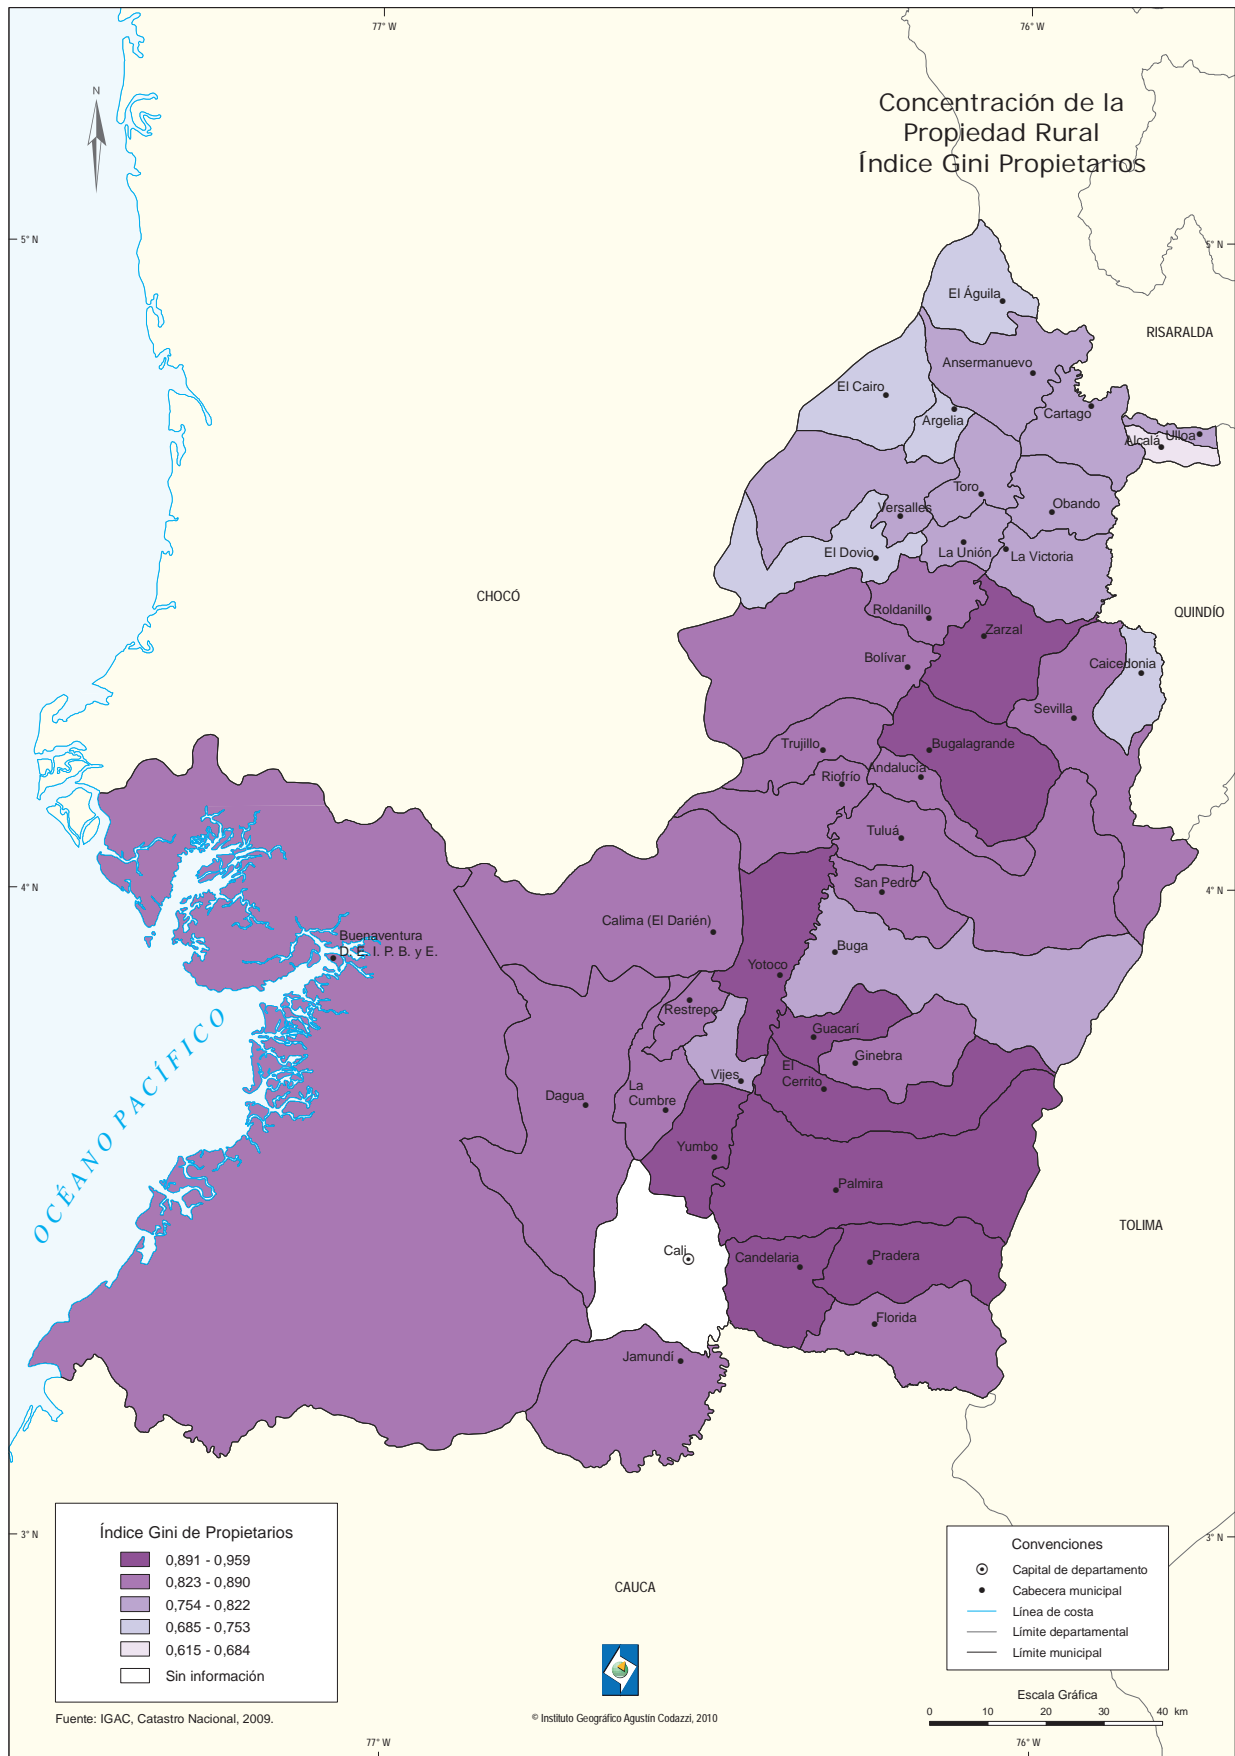 77° W
76° W
N
Concentración de la
Propiedad Rural
Índice Gini Propietarios
5° N
5° N
El Águila
RISARALDA
Ansermanuevo
El Cairo
Argelia
Cartago
Alcalá
Ulloa
Toro
Versalles
Obando
El Dovio
La Unión
La Victoria
CHOCÓ
QUINDÍO
Roldanillo
Zarzal
Bolívar
Caicedonia
Sevilla
Trujillo
Bugalagrande
Andalucía
Riofrío
Tuluá
4° N
4° N
San Pedro
Calima (El Darién)
Buenaventura
D. E. I. P. B. y E.
Buga
Yotoco
Restrepo
OCÉANO PACÍFICO
Guacarí
Ginebra
El
Cerrito
Vijes
La
Cumbre
Dagua
Yumbo
Palmira
TOLIMA
Cali
Candelaria
Pradera
Florida
Jamundí
Índice Gini de Propietarios
0,891 - 0,959
0,823 - 0,890
0,754 - 0,822
0,685 - 0,753
0,615 - 0,684
Sin información
3° N
3° N
CAUCA
Convenciones
Capital de departamento
Cabecera municipal
Línea de costa
Límite departamental
Límite municipal
Escala Gráfica
0 10 20 30 40 km
Fuente: IGAC, Catastro Nacional, 2009.
© Instituto Geográfico Agustín Codazzi, 2010
77° W
76° W